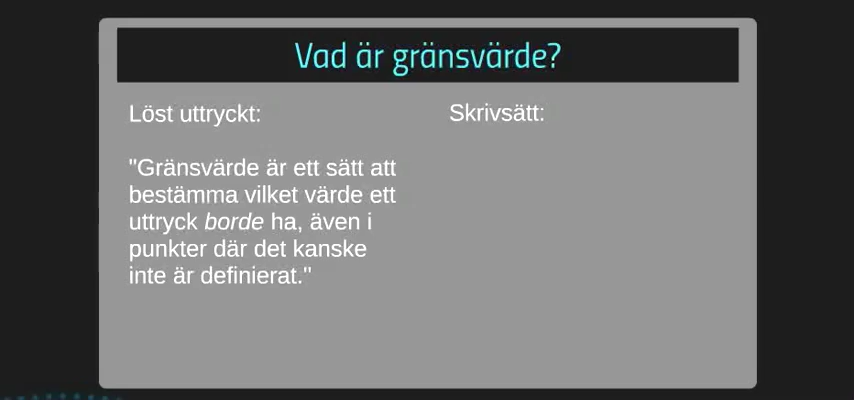 Vad är gränsvärde?
Löst uttryckt:
"Gränsvärde är ett sätt att
bestämma vilket värde ett
uttryck borde ha, även i
punkter där det kanske
inte är definierat."
Skrivsätt: